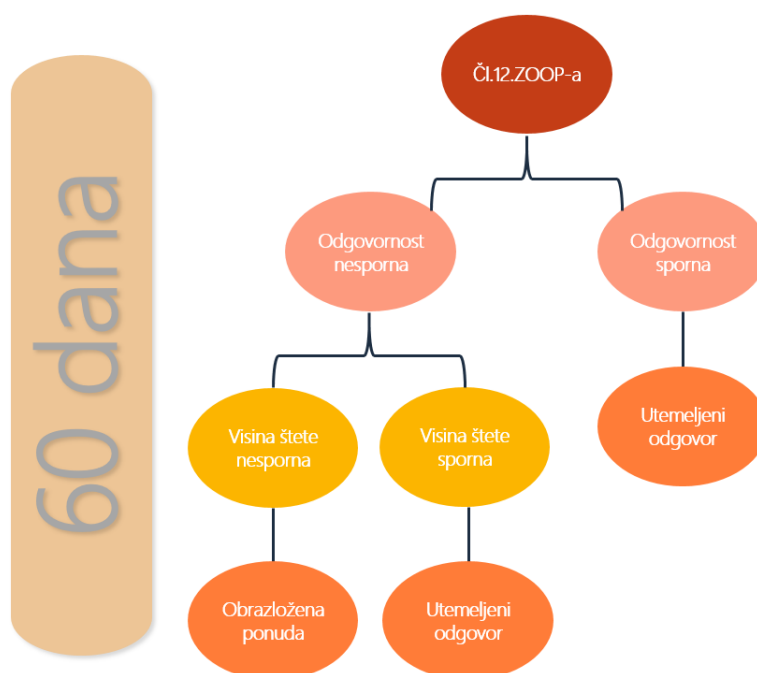 60 dana
Čl.12.ZOOP-a
Odgovornost
nesporna
Odgovornost
sporna
Visina štete
nesporna
Visina štete
sporna
Utemeljeni
odgovor
Obrazložena
ponuda
Utemeljeni
odgovor